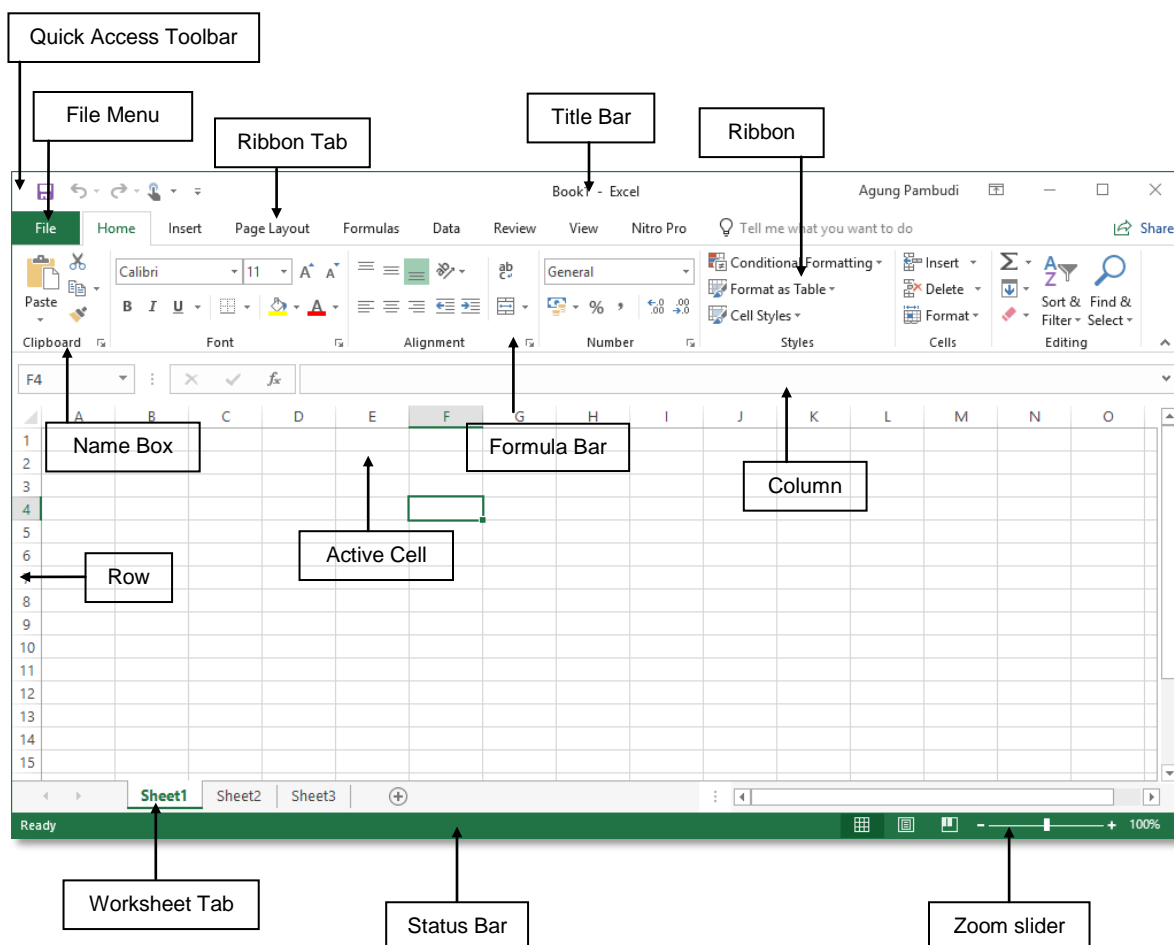 Quick Access Toolbar
File Menu
Title Bar
Ribbon
Ribbon Tab
Book1 - Excel
Agung Pambudi
File Home Insert Page Layout Formulas Data Review View Nitro Pro Tell me what you want to do Share
Calibri 11 A A ab General Conditional Formatting Insert
Paste B I U A % Format as Table Delete Sort & Filter Find & Select
Cell Styles Format
Clipboard Font Alignment Number Styles Cells Editing
F4 fx
A B C D E F G H I J K L M N O
Name Box
Formula Bar
Column
Active Cell
Row
1
2
3
4
5
6
8
9
10
11
12
13
14
15
Sheet1 Sheet2 Sheet3
Ready 100%
Worksheet Tab
Status Bar
Zoom slider